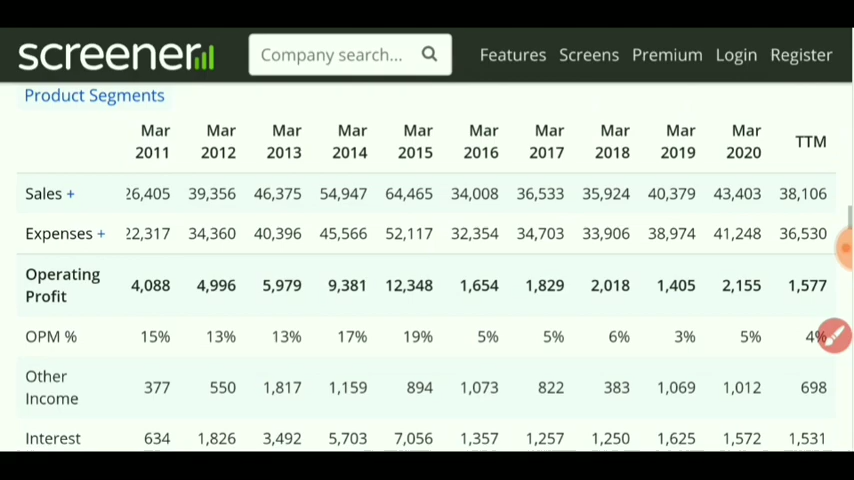 screener Company search... Features Screens Premium Login Register
Product Segments
Mar 2011 Mar 2012 Mar 2013 Mar 2014 Mar 2015 Mar 2016 Mar 2017 Mar 2018 Mar 2019 Mar 2020 TTM
Sales + 26,405 39,356 46,375 54,947 64,465 34,008 36,533 35,924 40,379 43,403 38,106
Expenses + 22,317 34,360 40,396 45,566 52,117 32,354 34,703 33,906 38,974 41,248 36,530
Operating Profit 4,088 4,996 5,979 9,381 12,348 1,654 1,829 2,018 1,405 2,155 1,577
OPM % 15% 13% 13% 17% 19% 5% 5% 6% 3% 5% 4%
Other Income 377 550 1,817 1,159 894 1,073 822 383 1,069 1,012 698
Interest 634 1,826 3,492 5,703 7,056 1,357 1,257 1,250 1,625 1,572 1,531